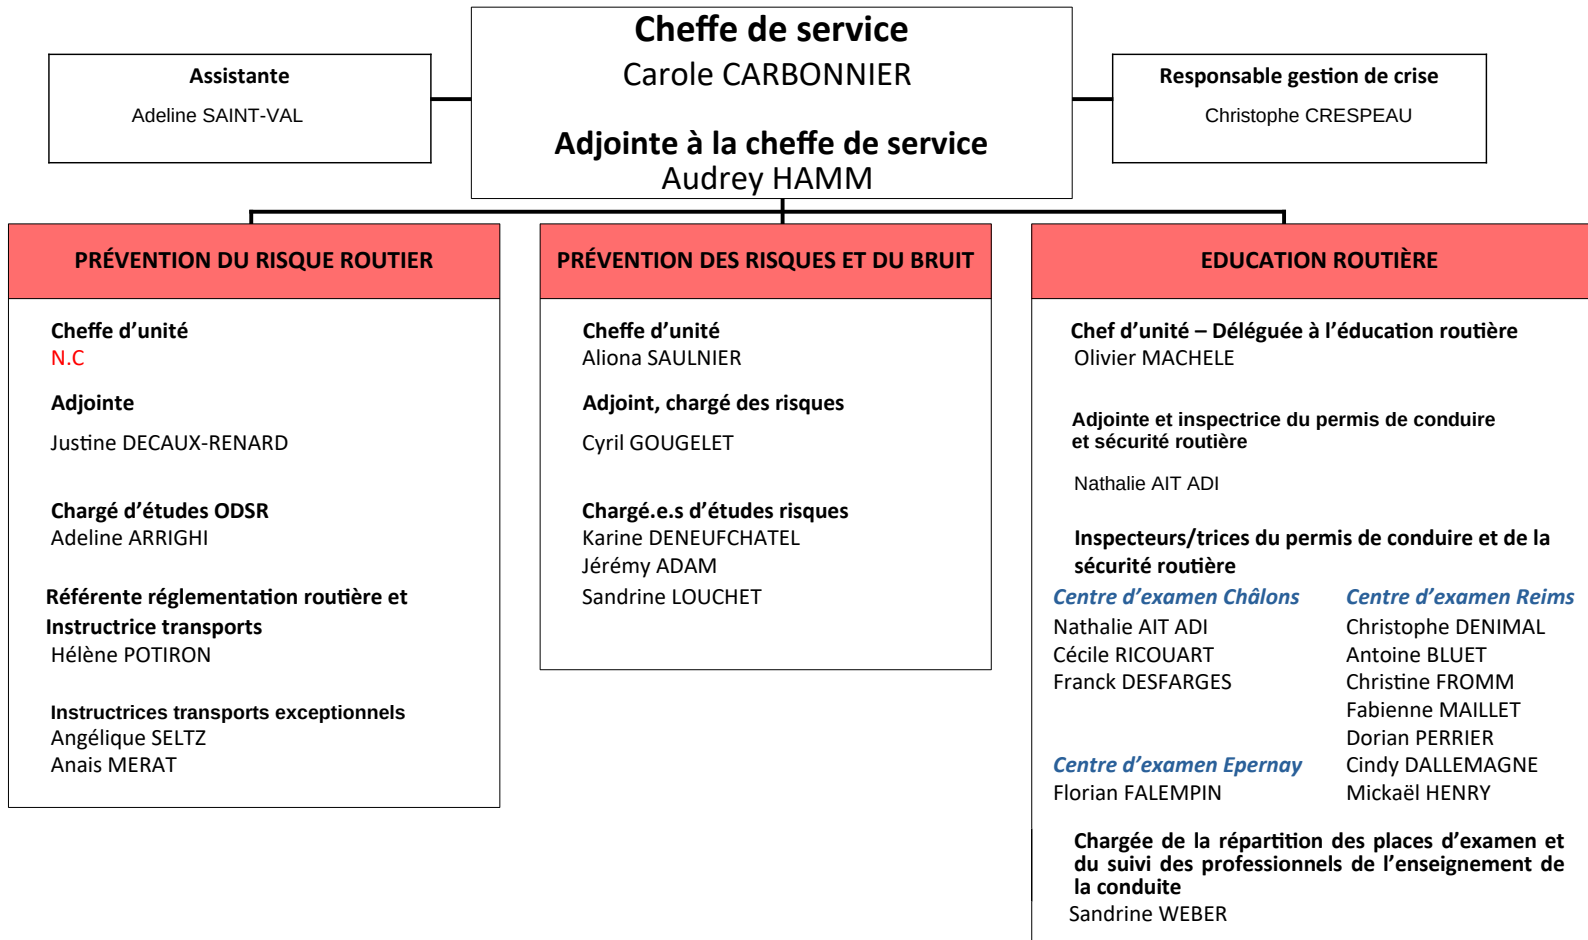 Cheffe de service
Carole CARBONNIER
Adjointe à la cheffe de service
Audrey HAMM
Assistante
Adeline SAINT-VAL
Responsable gestion de crise
Christophe CRESPEAU
PRÉVENTION DU RISQUE ROUTIER
Cheffe d’unité
N.C
Adjointe
Justine DECAUX-RENARD
Chargé d’études ODSR
Adeline ARRIGHI
Référente réglementation routière et
Instructrice transports
Hélène POTIRON
Instructrices transports exceptionnels
Angélique SELTZ
Anais MERAT
PRÉVENTION DES RISQUES ET DU BRUIT
Cheffe d’unité
Aliona SAULNIER
Adjoint, chargé des risques
Cyril GOUGELET
Chargé.e.s d’études risques
Karine DENEUFCHATEL
Jérémy ADAM
Sandrine LOUCHET
EDUCATION ROUTIÈRE
Chef d’unité – Déléguée à l’éducation routière
Olivier MACHELE
Adjointe et inspectrice du permis de conduire
et sécurité routière
Nathalie AIT ADI
Inspecteurs/trices du permis de conduire et de la
sécurité routière
Centre d’examen Châlons
Nathalie AIT ADI
Cécile RICOUART
Franck DESFARGES
Centre d’examen Epernay
Florian FALEMPIN
Centre d’examen Reims
Christophe DENIMAL
Antoine BLUET
Christine FROMM
Fabienne MAILLET
Dorian PERRIER
Cindy DALLEMAGNE
Mickaël HENRY
Chargée de la répartition des places d’examen et
du suivi des professionnels de l’enseignement de
la conduite
Sandrine WEBER